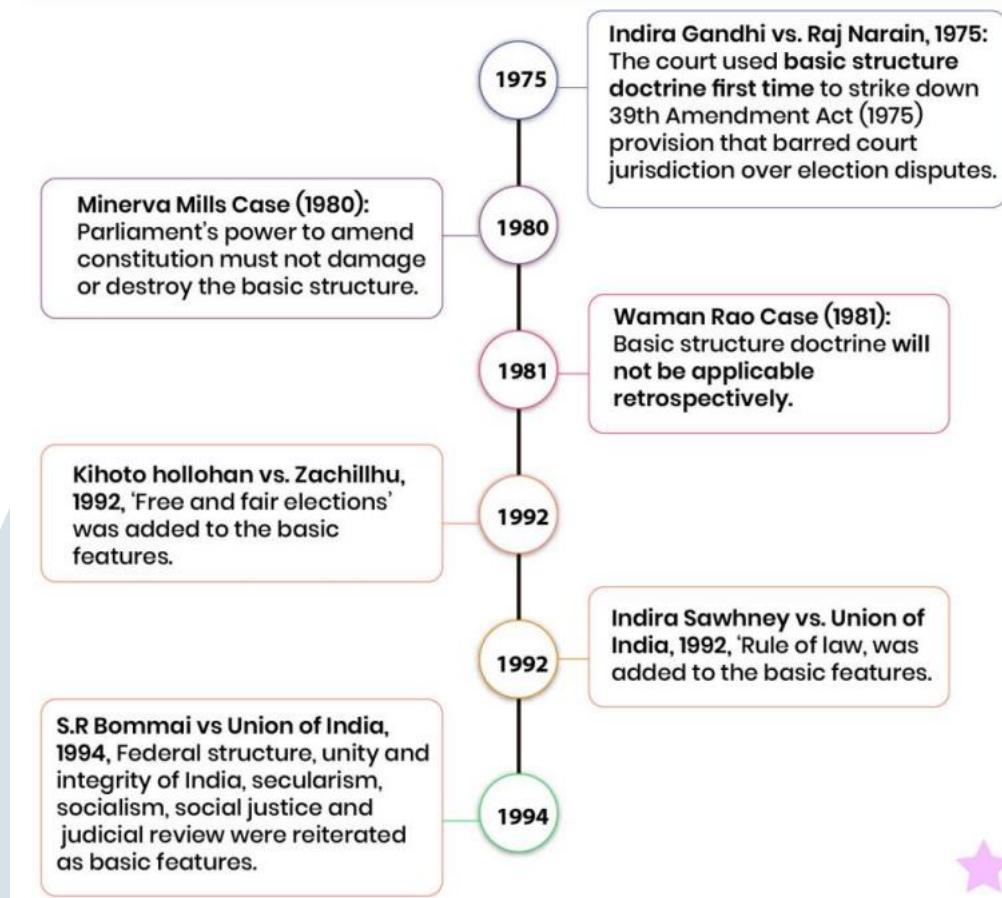 1975
Indira Gandhi vs. Raj Narain, 1975:
The court used basic structure
doctrine first time to strike down
39th Amendment Act (1975)
provision that barred court
jurisdiction over election disputes.
Minerva Mills Case (1980):
Parliament's power to amend
constitution must not damage
or destroy the basic structure.
1980
1981
Waman Rao Case (1981):
Basic structure doctrine will
not be applicable
retrospectively.
Kihoto hollohan vs. Zachillhu,
1992, 'Free and fair elections'
was added to the basic
features.
1992
1992
Indira Sawhney vs. Union of
India, 1992, 'Rule of law, was
added to the basic features.
S.R Bommai vs Union of India,
1994, Federal structure, unity and
integrity of India, secularism,
socialism, social justice and
judicial review were reiterated
as basic features.
1994